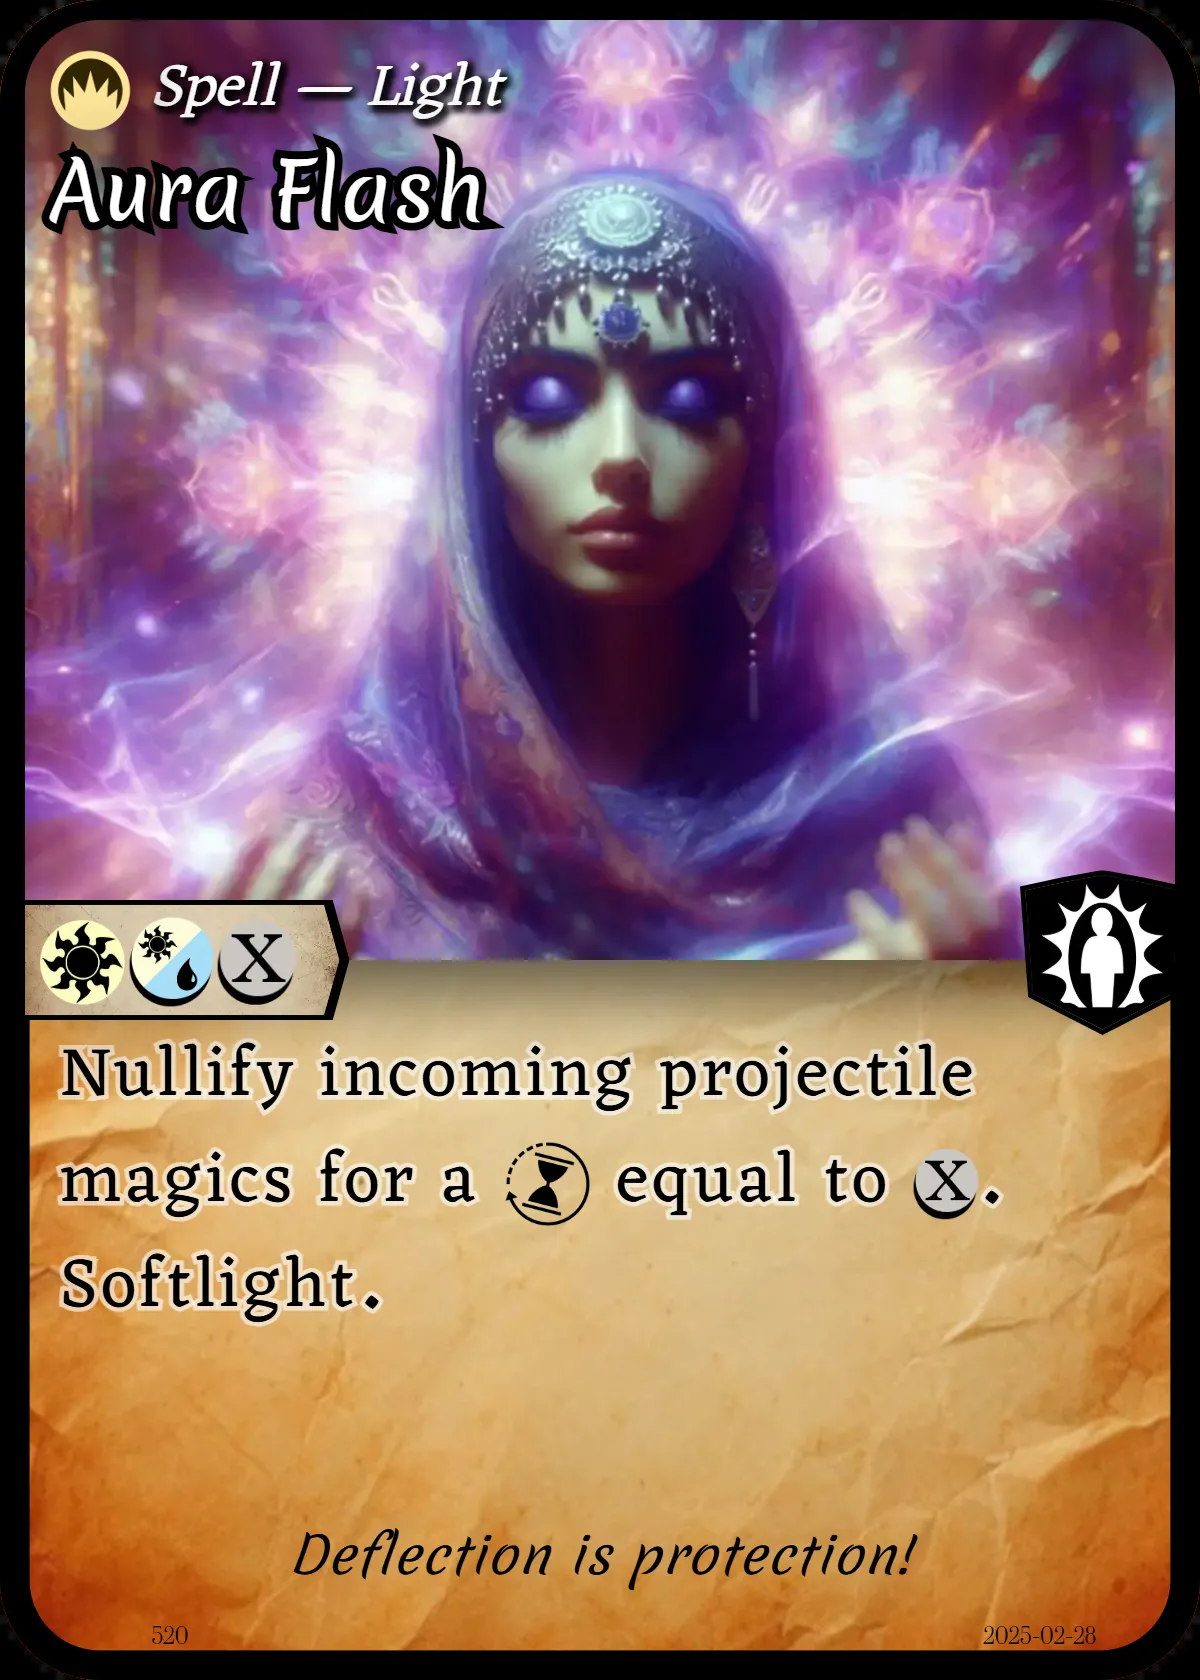 Spell — Light
Aura Flash
X
Nullify incoming projectile
magics for a equal to X.
Softlight.
Deflection is protection!
520
2025-02-28